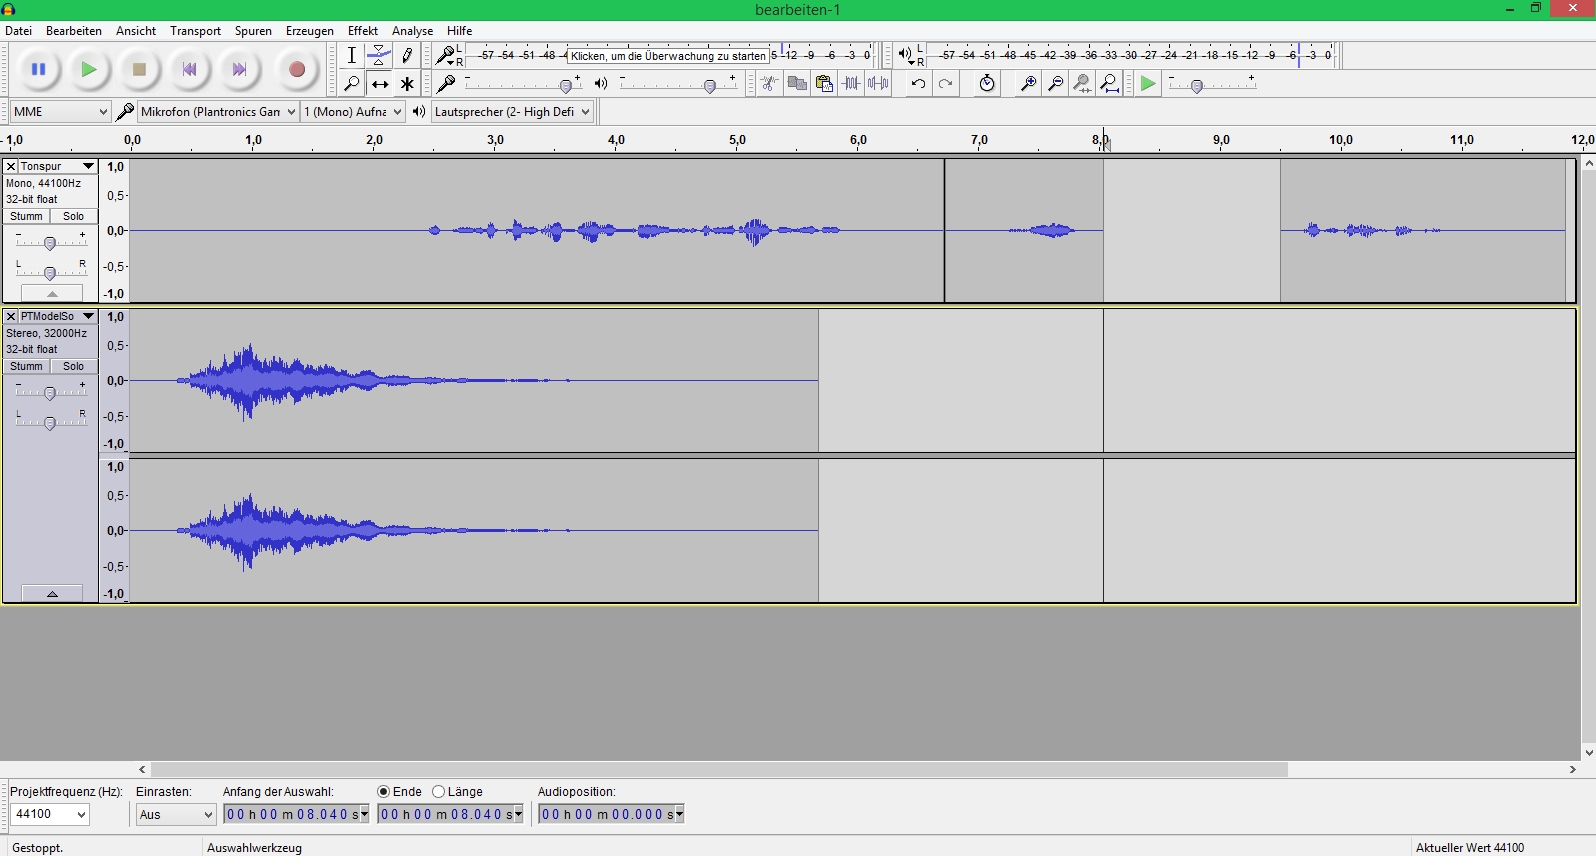 bearbeiten-1
Datei Bearbeiten Ansicht Transport Spuren Erzeugen Effekt Analyse Hilfe
L R -57 -54 -51 -48 Klicken, um die Überwachung zu starten -12 -9 -6 -3 0
L R -57 -54 -51 -48 -45 -42 -39 -36 -33 -30 -27 -24 -21 -18 -15 -12 -9 -6 -3 0
- + - + - +
MME Mikrofon (Plantronics Gam 1 (Mono) Aufna Lautsprecher (2- High Defi
- 1,0 0,0 1,0 2,0 3,0 4,0 5,0 6,0 7,0 8,0 9,0 10,0 11,0 12,0
Tonspur
Mono, 44100Hz
32-bit float
Stumm Solo
- +
L R
1,0
0,5
0,0
-0,5
-1,0
PTModelSo
Stereo, 32000Hz
32-bit float
Stumm Solo
- +
L R
1,0
0,5
0,0
-0,5
-1,0
1,0
0,5
0,0
-0,5
-1,0
Projektfrequenz (Hz): Einrasten: Anfang der Auswahl: Ende Länge Audioposition:
44100 Aus 00 h 00 m 08.040 s 00 h 00 m 08.040 s 00 h 00 m 00.000 s
Gestoppt. Auswahlwerkzeug Aktueller Wert 44100